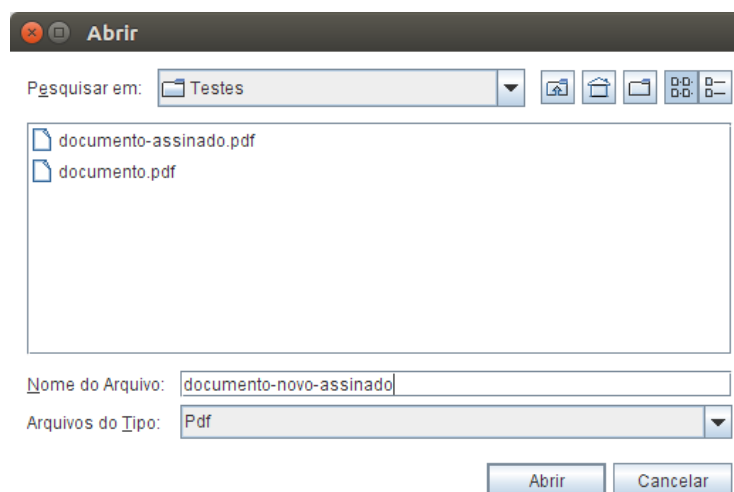 Abrir
Pesquisar em: Testes
documento-assinado.pdf
documento.pdf
Nome do Arquivo: documento-novo-assinado
Arquivos do Tipo: Pdf
Abrir Cancelar